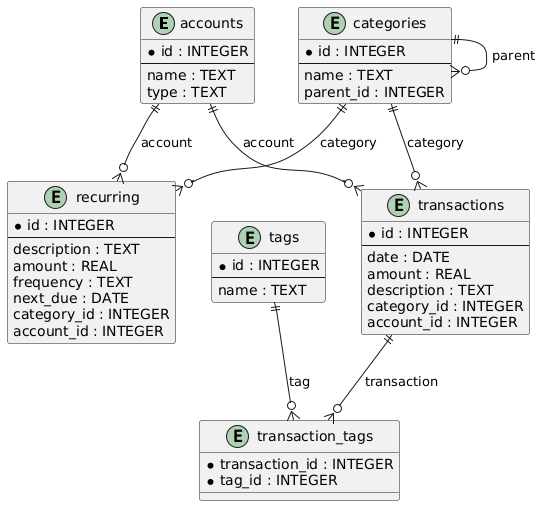 E accounts
* id : INTEGER
name : TEXT
type : TEXT
E categories
* id : INTEGER
name : TEXT
parent_id : INTEGER
parent
account
account
category
category
E recurring
* id : INTEGER
description : TEXT
amount : REAL
frequency : TEXT
next_due : DATE
category_id : INTEGER
account_id : INTEGER
E tags
* id : INTEGER
name : TEXT
E transactions
* id : INTEGER
date : DATE
amount : REAL
description : TEXT
category_id : INTEGER
account_id : INTEGER
tag
transaction
E transaction_tags
* transaction_id : INTEGER
* tag_id : INTEGER